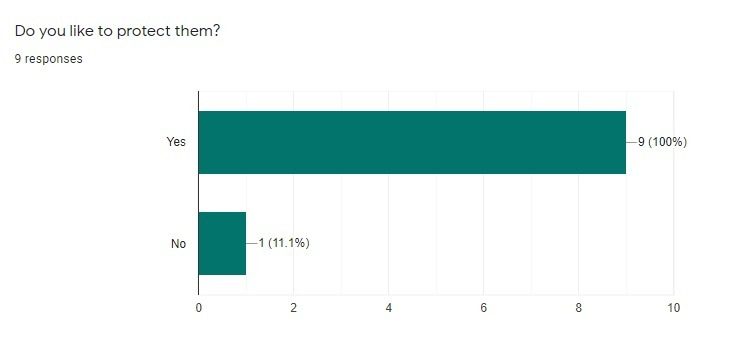 Do you like to protect them?
9 responses
Yes
9 (100%)
No
1 (11.1%)
0 2 4 6 8 10